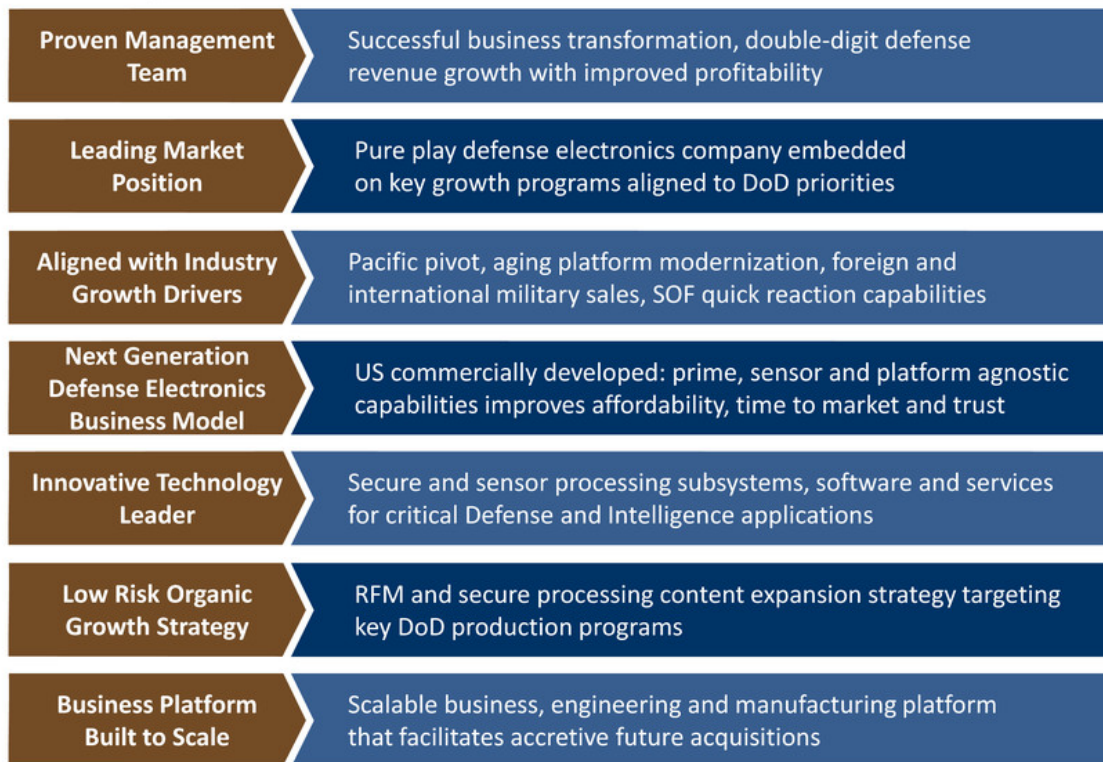 Proven Management
Team
Successful business transformation, double-digit defense
revenue growth with improved profitability
Leading Market
Position
Pure play defense electronics company embedded
on key growth programs aligned to DoD priorities
Aligned with Industry
Growth Drivers
Pacific pivot, aging platform modernization, foreign and
international military sales, SOF quick reaction capabilities
Next Generation
Defense Electronics
Business Model
US commercially developed: prime, sensor and platform agnostic
capabilities improves affordability, time to market and trust
Innovative Technology
Leader
Secure and sensor processing subsystems, software and services
for critical Defense and Intelligence applications
Low Risk Organic
Growth Strategy
RFM and secure processing content expansion strategy targeting
key DoD production programs
Business Platform
Built to Scale
Scalable business, engineering and manufacturing platform
that facilitates accretive future acquisitions